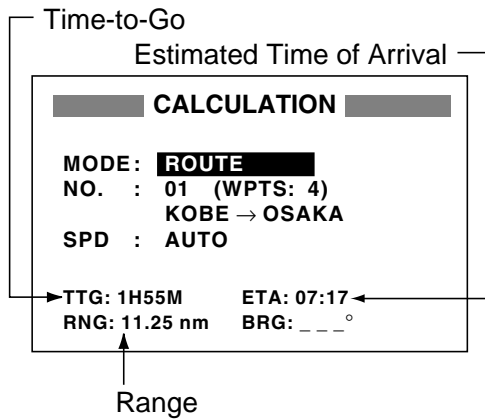 Time-to-Go
Estimated Time of Arrival
CALCULATION
MODE: ROUTE
NO. : 01 (WPTS: 4)
KOBE → OSAKA
SPD : AUTO
TTG: 1H55M ETA: 07:17
RNG: 11.25 nm BRG: _ _ _°
Range